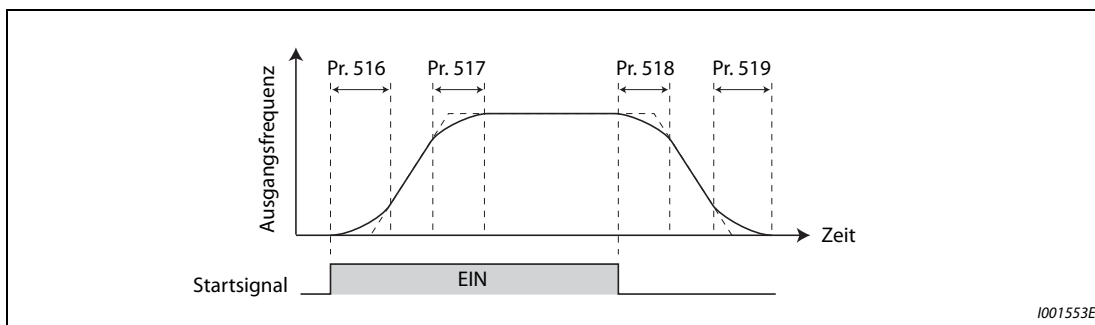 Pr. 516 Pr. 517 Pr. 518 Pr. 519
Ausgangsfrequenz
Zeit
Startsignal EIN
I001553E